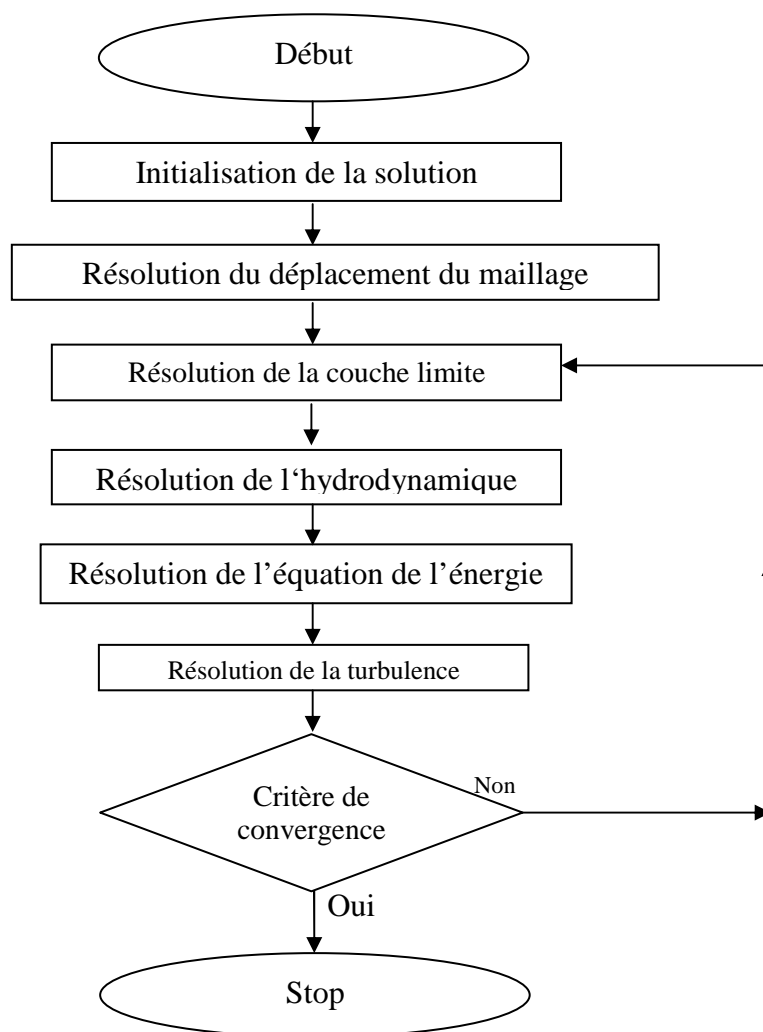 Début
Initialisation de la solution
Résolution du déplacement du maillage
Résolution de la couche limite
Résolution de l‘hydrodynamique
Résolution de l’équation de l’énergie
Résolution de la turbulence
Critère de
convergence
Non
Oui
Stop